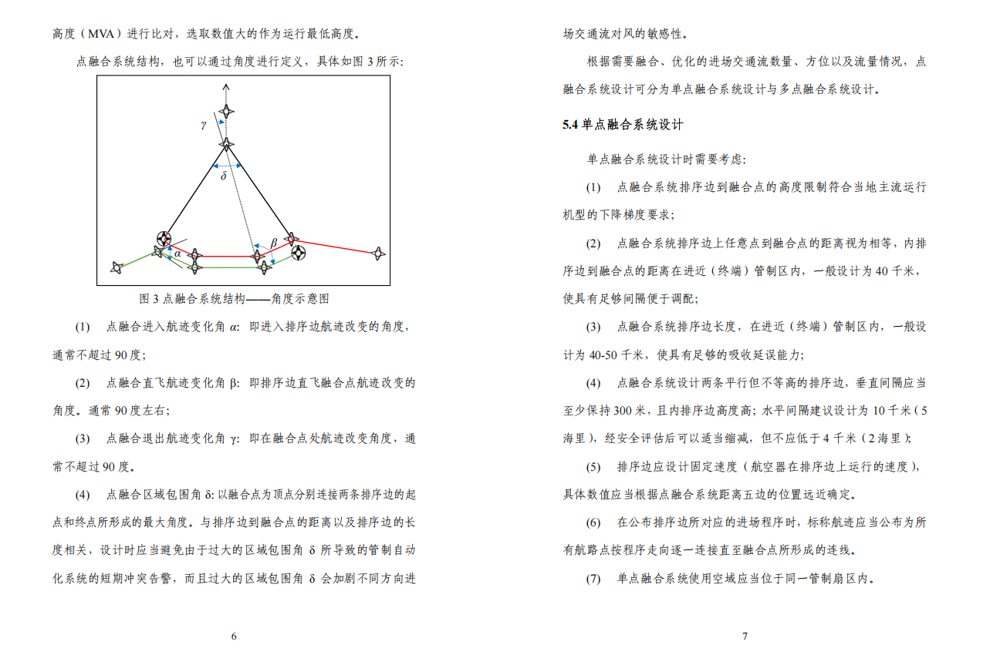 高度（MVA）进行比对，选取数值大的作为运行最低高度。
点融合系统结构，也可以通过角度进行定义，具体如图 3 所示：
γ
δ
β
α
图 3 点融合系统结构——角度示意图
(1) 点融合进入航迹变化角 α：即进入排序边航迹改变的角度，
通常不超过 90 度；
(2) 点融合直飞航迹变化角 β：即排序边直飞融合点航迹改变的
角度。通常 90 度左右；
(3) 点融合退出航迹变化角 γ：即在融合点处航迹改变角度，通
常不超过 90 度。
(4) 点融合区域包围角 δ: 以融合点为顶点分别连接两条排序边的起
点和终点所形成的最大角度。与排序边到融合点的距离以及排序边的长
度相关，设计时应当避免由于过大的区域包围角 δ 所导致的管制自动
化系统的短期冲突告警，而且过大的区域包围角 δ 会加剧不同方向进
6
场交通流对风的敏感性。
根据需要融合、优化的进场交通流数量、方位以及流量情况，点
融合系统设计可分为单点融合系统设计与多点融合系统设计。
5.4 单点融合系统设计
单点融合系统设计时需要考虑：
(1) 点融合系统排序边到融合点的高度限制符合当地主流运行
机型的下降梯度要求；
(2) 点融合系统排序边上任意点到融合点的距离视为相等，内排
序边到融合点的距离在进近（终端）管制区内，一般设计为 40 千米，
使具有足够间隔便于调配；
(3) 点融合系统排序边长度，在进近（终端）管制区内，一般设
计为 40-50 千米，使具有足够的吸收延误能力；
(4) 点融合系统设计两条平行但不等高的排序边，垂直间隔应当
至少保持 300 米，且内排序边高度高；水平间隔建议设计为 10 千米（5
海里），经安全评估后可以适当缩减，但不应低于 4 千米（2 海里）；
(5) 排序边应设计固定速度（航空器在排序边上运行的速度），
具体数值应当根据点融合系统距离五边的位置远近确定。
(6) 在公布排序边所对应的进场程序时，标称航迹应当公布为所
有航路点按程序走向逐一连接直至融合点所形成的连线。
(7) 单点融合系统使用空域应当位于同一管制扇区内。
7